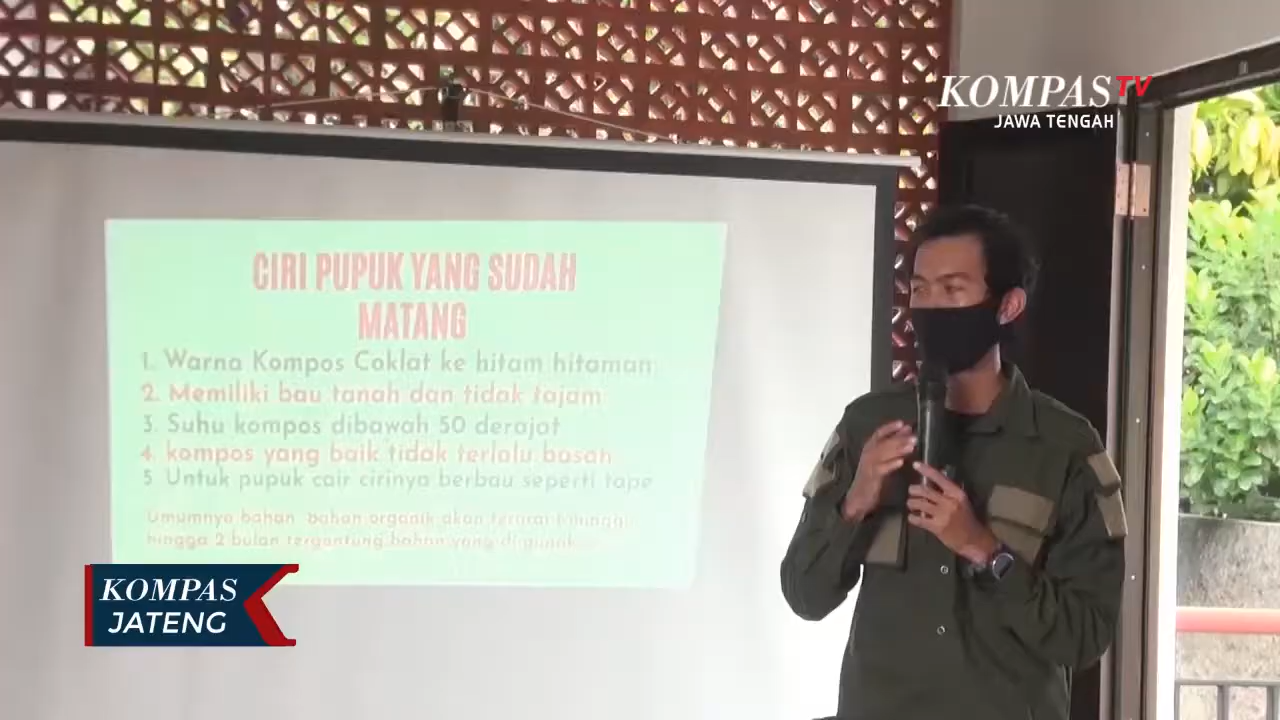 KOMPASTV
JAWA TENGAH
CIRI PUPUK YANG SUDAH
MATANG
1. Warna Kompos Coklat ke hitam hitaman
2. Memiliki bau tanah dan tidak tajam
3. Suhu kompos dibawah 50 derajat
4. kompos yang baik tidak terlalu basah
5 Untuk pupuk cair cirinya berbau seperti tape
Umumnya bahan bahan organik akan terurai
hingga 2 bulan tergantung bahan yang
KOMPAS
JATENG